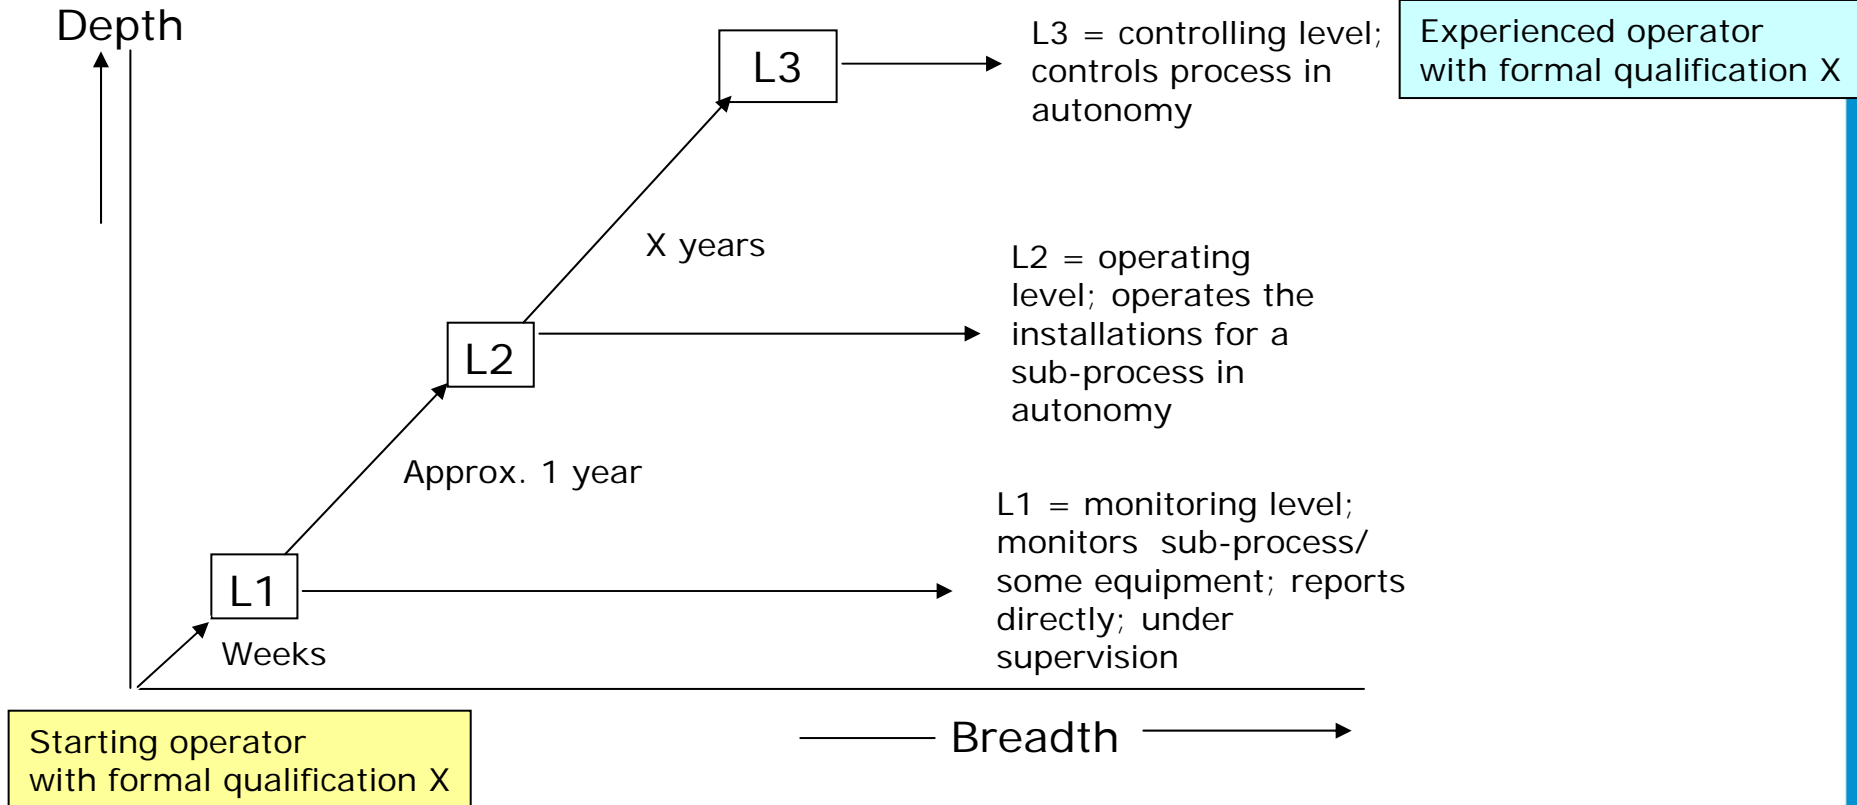 Depth
L3
L3 = controlling level;
controls process in
autonomy
Experienced operator
with formal qualification X
X years
L2
L2 = operating
level; operates the
installations for a
sub-process in
autonomy
Approx. 1 year
L1
L1 = monitoring level;
monitors sub-process/
some equipment; reports
directly; under
supervision
Weeks
Breadth
Starting operator
with formal qualification X